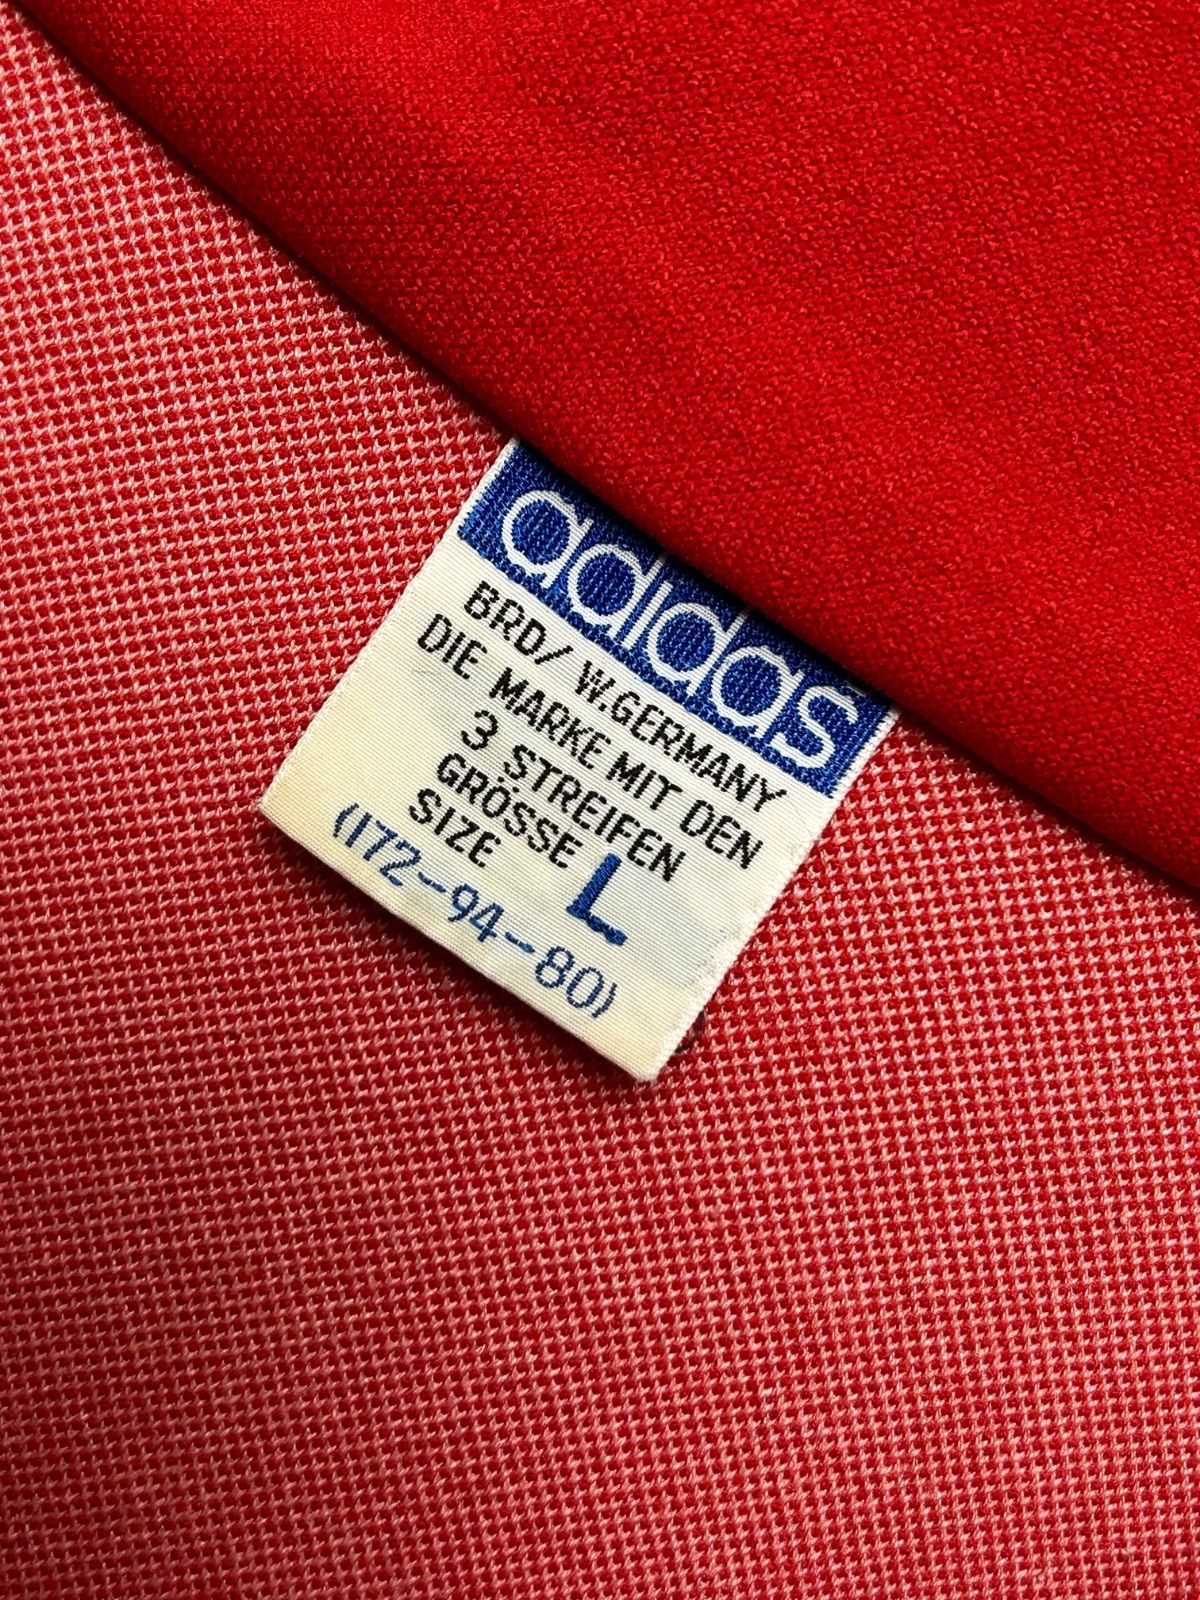 adidas
BRD/W.GERMANY
DIE MARKE MIT DEN
3 STREIFEN
GRÖSSE L
SIZE
(172-94-80)